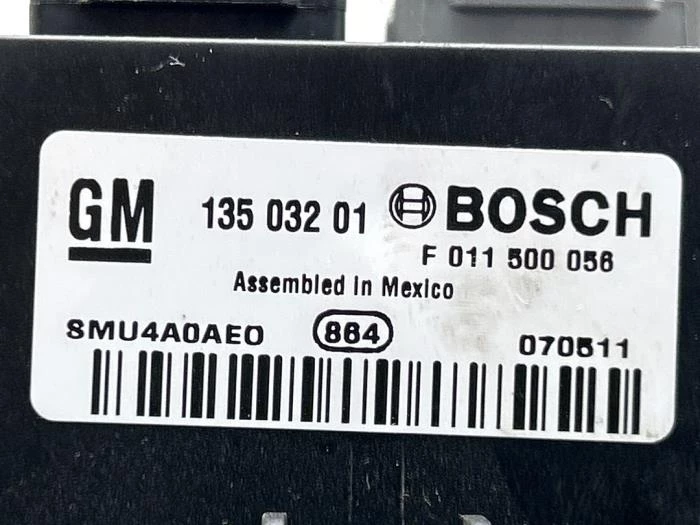 GM 135 032 01 BOSCH
F 011 500 056
Assembled in Mexico
SMU4A0AE0 864 070511